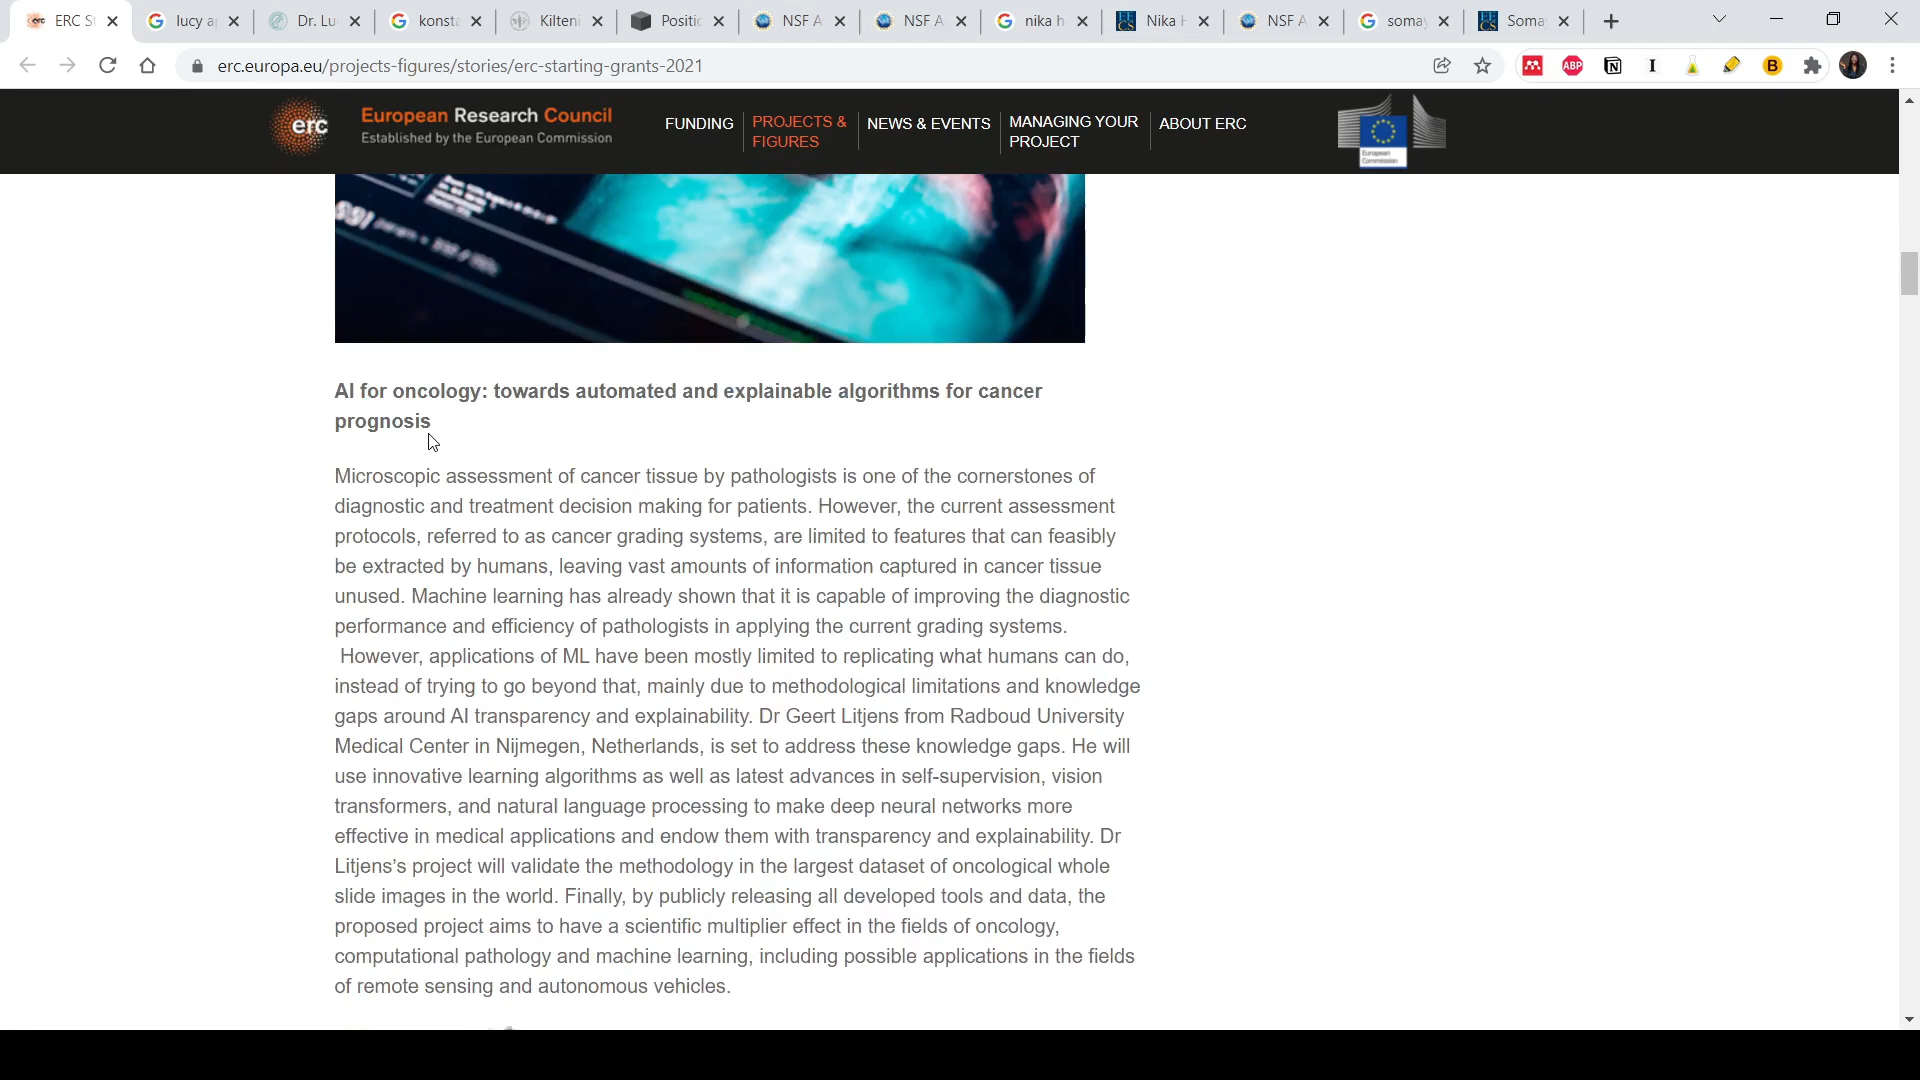 ERC St
lucy a
Dr. Lu
konsta
Kilteni
Positic
NSF A
NSF A
nika h
Nika H
NSF A
somay
Soma
erc.europa.eu/projects-figures/stories/erc-starting-grants-2021
ABP
B
erc
European Research Council
Established by the European Commission
FUNDING
PROJECTS &
FIGURES
NEWS & EVENTS
MANAGING YOUR
PROJECT
ABOUT ERC
European
Commission
AI for oncology: towards automated and explainable algorithms for cancer
prognosis
Microscopic assessment of cancer tissue by pathologists is one of the cornerstones of
diagnostic and treatment decision making for patients. However, the current assessment
protocols, referred to as cancer grading systems, are limited to features that can feasibly
be extracted by humans, leaving vast amounts of information captured in cancer tissue
unused. Machine learning has already shown that it is capable of improving the diagnostic
performance and efficiency of pathologists in applying the current grading systems.
However, applications of ML have been mostly limited to replicating what humans can do,
instead of trying to go beyond that, mainly due to methodological limitations and knowledge
gaps around AI transparency and explainability. Dr Geert Litjens from Radboud University
Medical Center in Nijmegen, Netherlands, is set to address these knowledge gaps. He will
use innovative learning algorithms as well as latest advances in self-supervision, vision
transformers, and natural language processing to make deep neural networks more
effective in medical applications and endow them with transparency and explainability. Dr
Litjens's project will validate the methodology in the largest dataset of oncological whole
slide images in the world. Finally, by publicly releasing all developed tools and data, the
proposed project aims to have a scientific multiplier effect in the fields of oncology,
computational pathology and machine learning, including possible applications in the fields
of remote sensing and autonomous vehicles.